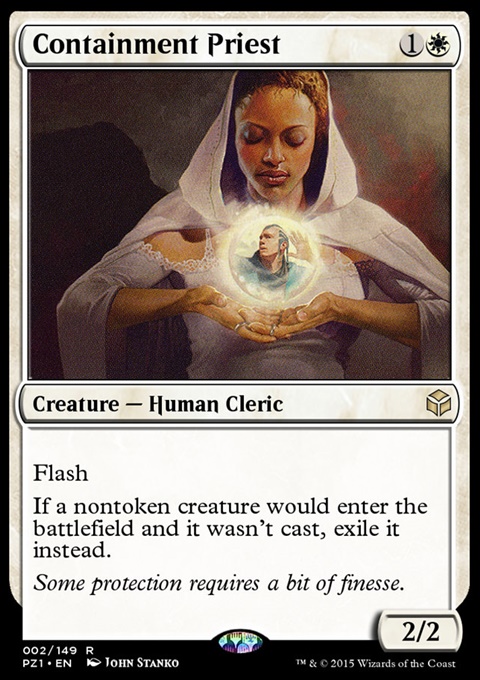 Containment Priest
1
Creature — Human Cleric
Flash
If a nontoken creature would enter the
battlefield and it wasn't cast, exile it
instead.
Some protection requires a bit of finesse.
2/2
002/149 R
PZ1 • EN John Stanko
™ & © 2015 Wizards of the Coast